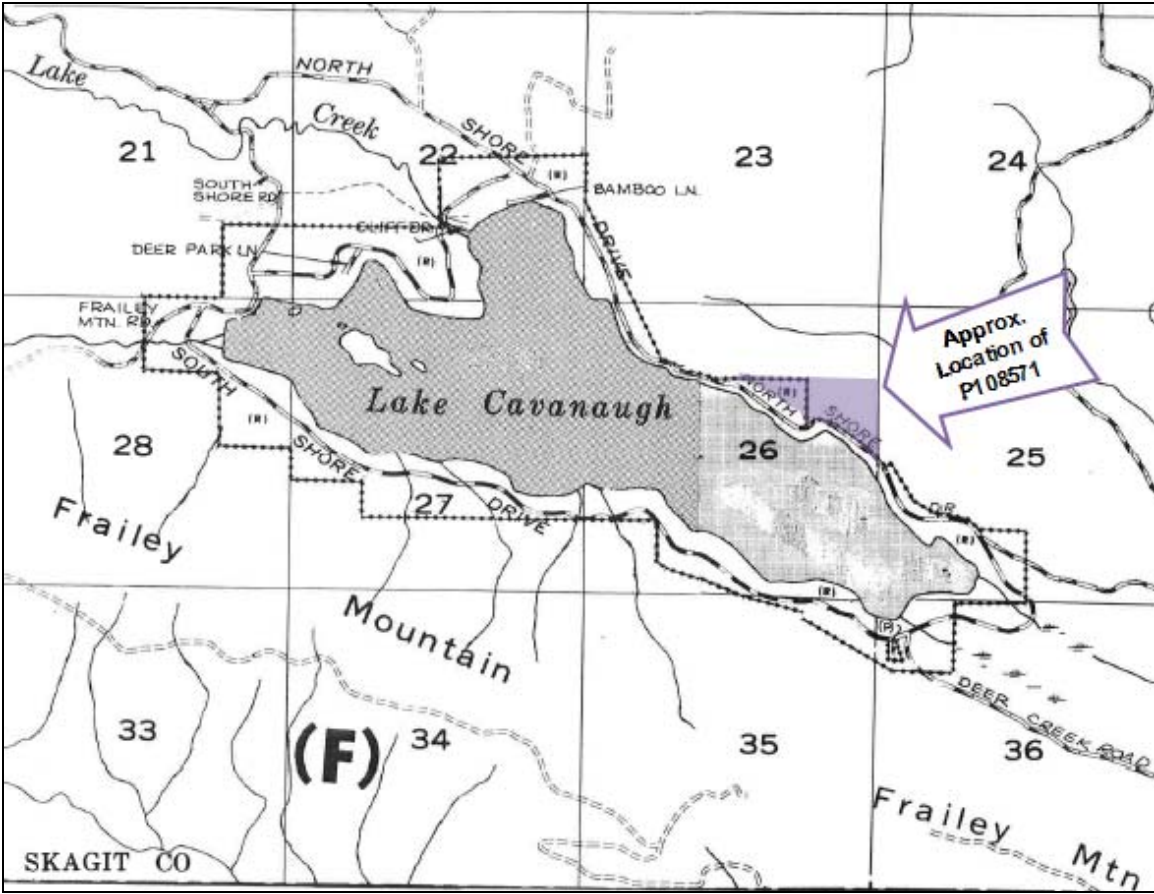 Lake
NORTH
Creek
SHORE
21
22
23
24
(R)
SOUTH
SHORE RD
BAMBOO LN.
CLIFF DR
DEER PARK LN
(R)
DRIVE
FRAILEY
MTN. RD.
Approx.
Location of
P108571
SOUTH
Lake Cavanaugh
(R)
NORTH
SHORE
(R)
28
SHORE
26
25
27
DRIVE
DR
(R)
Frailey
(R)
Mountain
(R)
33
(F)
34
35
36
DEER CREEK ROAD
Frailey
Mtn
SKAGIT CO